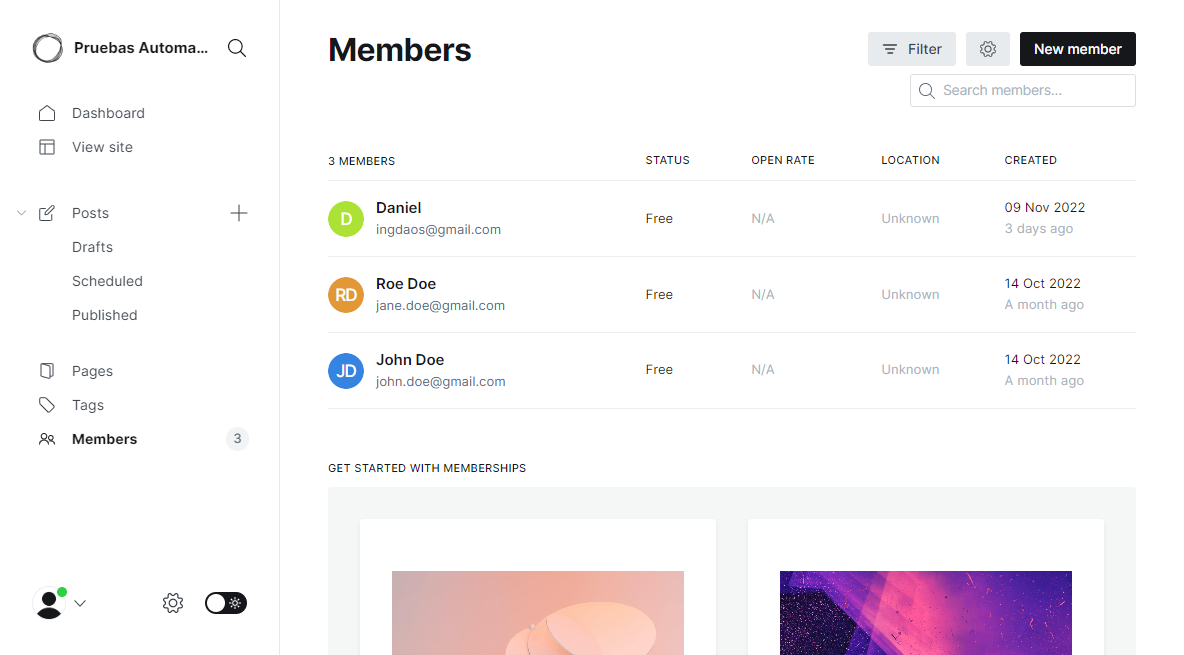 Pruebas Automa...
Dashboard
View site
Posts
Drafts
Scheduled
Published
Pages
Tags
Members 3
Members
Filter
New member
Search members...
3 MEMBERS STATUS OPEN RATE LOCATION CREATED
D Daniel Free N/A Unknown 09 Nov 2022
ingdaos@gmail.com 3 days ago
RD Roe Doe Free N/A Unknown 14 Oct 2022
jane.doe@gmail.com A month ago
JD John Doe Free N/A Unknown 14 Oct 2022
john.doe@gmail.com A month ago
GET STARTED WITH MEMBERSHIPS